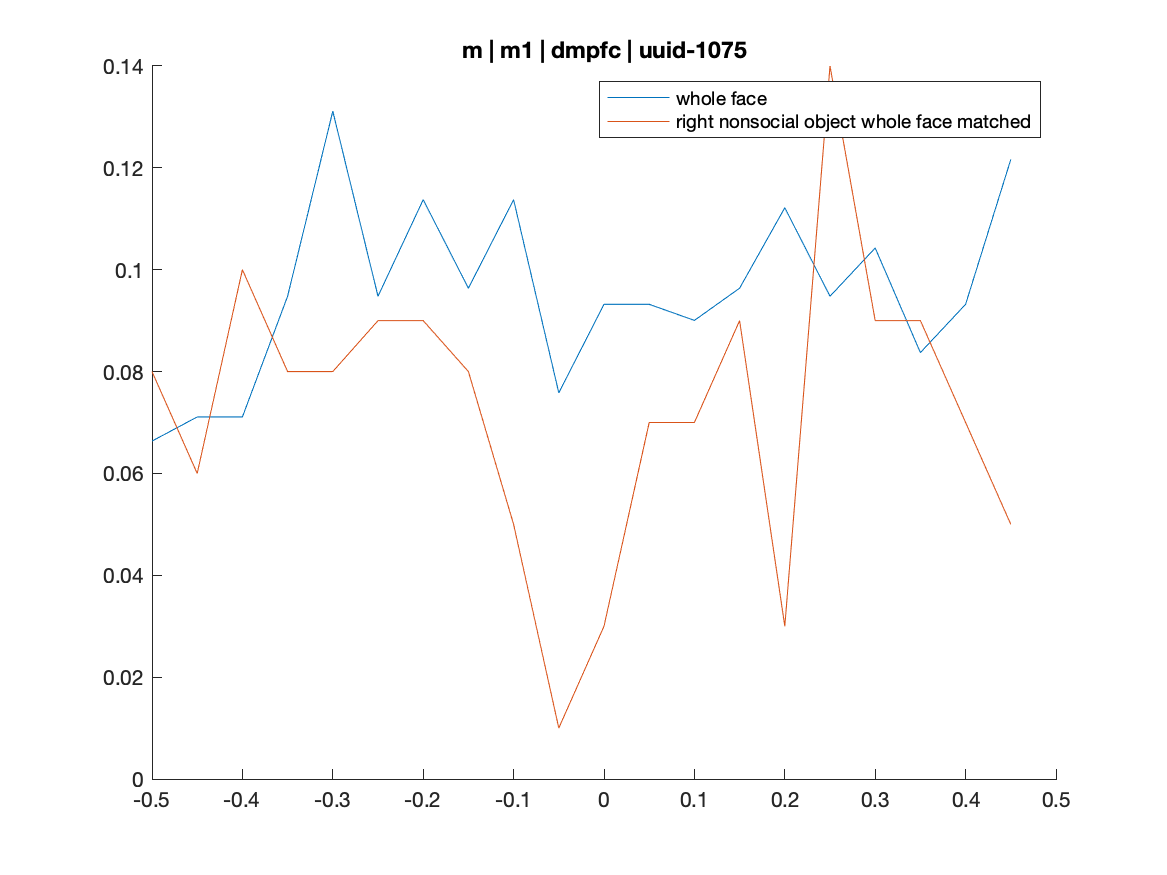 m | m1 | dmpfc | uuid-1075
0.14
whole face
right nonsocial object whole face matched
0.12
0.1
0.08
0.06
0.04
0.02
0
-0.5 -0.4 -0.3 -0.2 -0.1 0 0.1 0.2 0.3 0.4 0.5